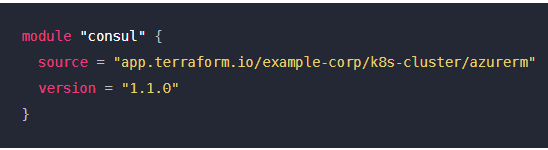 module "consul" {
  source = "app.terraform.io/example-corp/k8s-cluster/azurerm"
  version = "1.1.0"
}